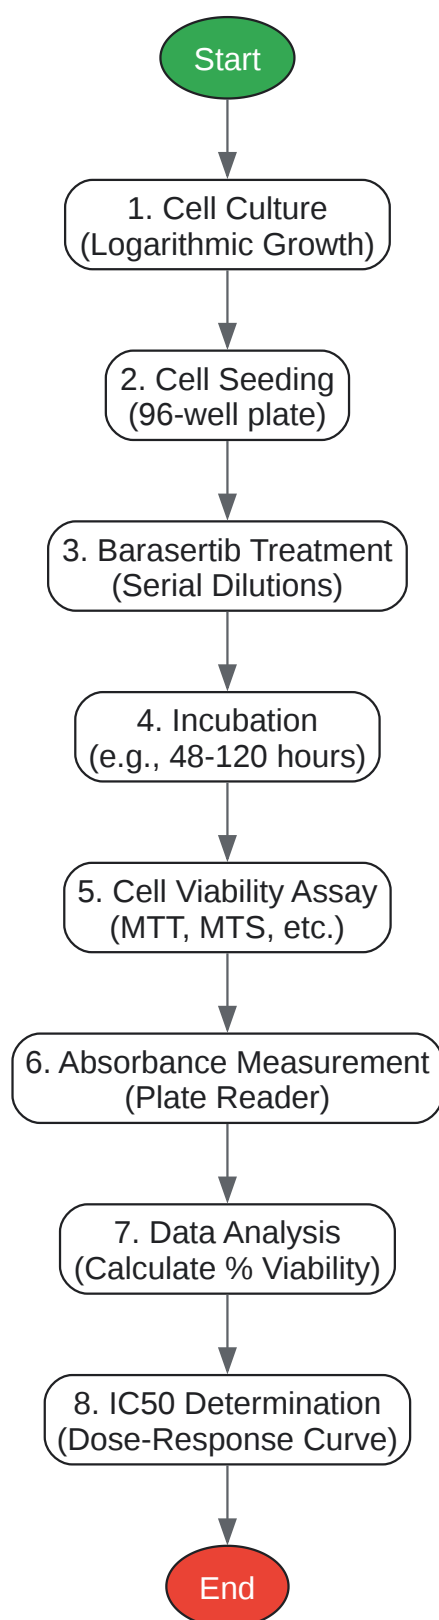 Start
1. Cell Culture
(Logarithmic Growth)
2. Cell Seeding
(96-well plate)
3. Barasertib Treatment
(Serial Dilutions)
4. Incubation
(e.g., 48-120 hours)
5. Cell Viability Assay
(MTT, MTS, etc.)
6. Absorbance Measurement
(Plate Reader)
7. Data Analysis
(Calculate % Viability)
8. IC50 Determination
(Dose-Response Curve)
End